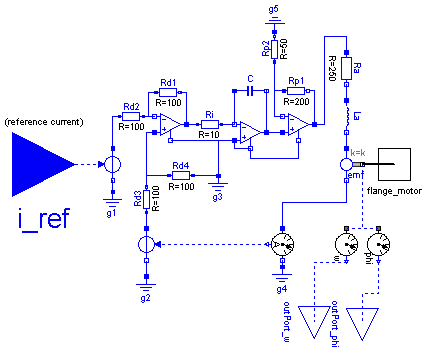 g5
Rp2
R=50
Rd1
R=100
C
Rp1
R=200
Ra
R=250
Rd2
R=100
Ri
R=10
La
(reference current)
k=k
emf
flange_motor
Rd4
R=100
g3
Rd3
R=100
g1
i_ref
A
w
phi
g2
g4
outPort_w
outPort_phi